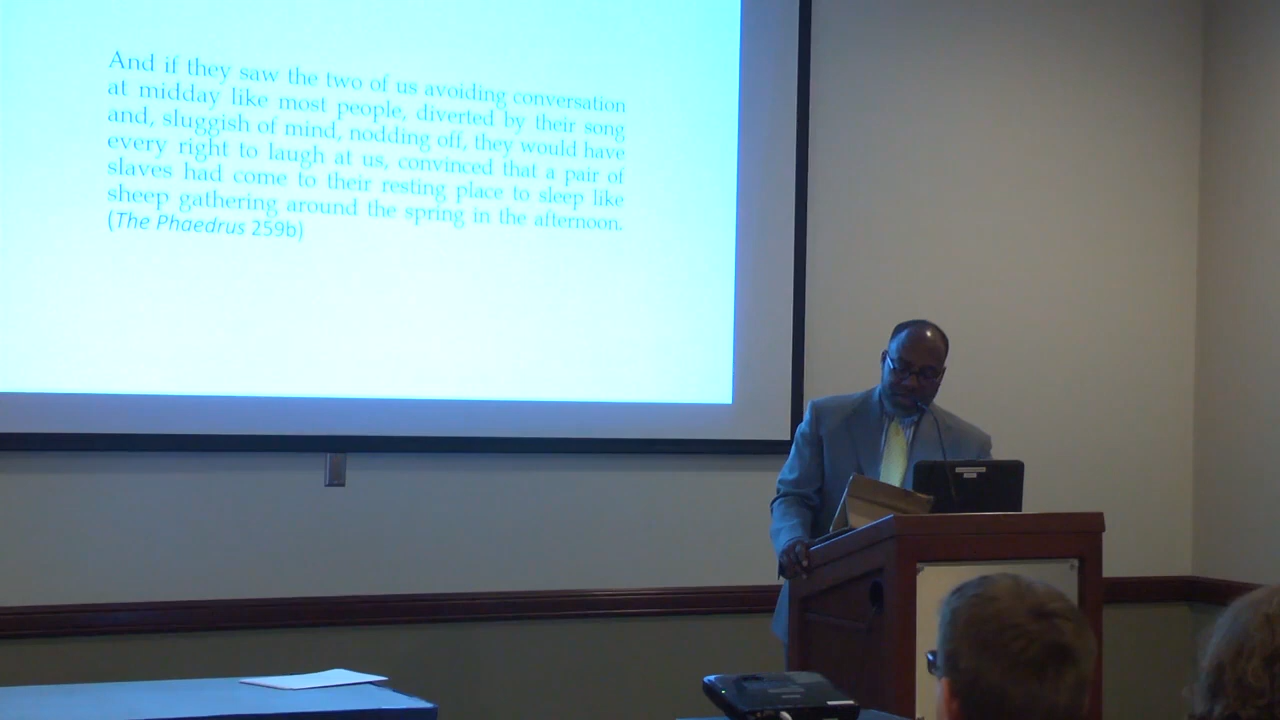 And if they saw the two of us avoiding conversation
at midday like most people, diverted by their song
and, sluggish of mind, nodding off, they would have
every right to laugh at us, convinced that a pair of
slaves had come to their resting place to sleep like
sheep gathering around the spring in the afternoon.
(The Phaedrus 259b)